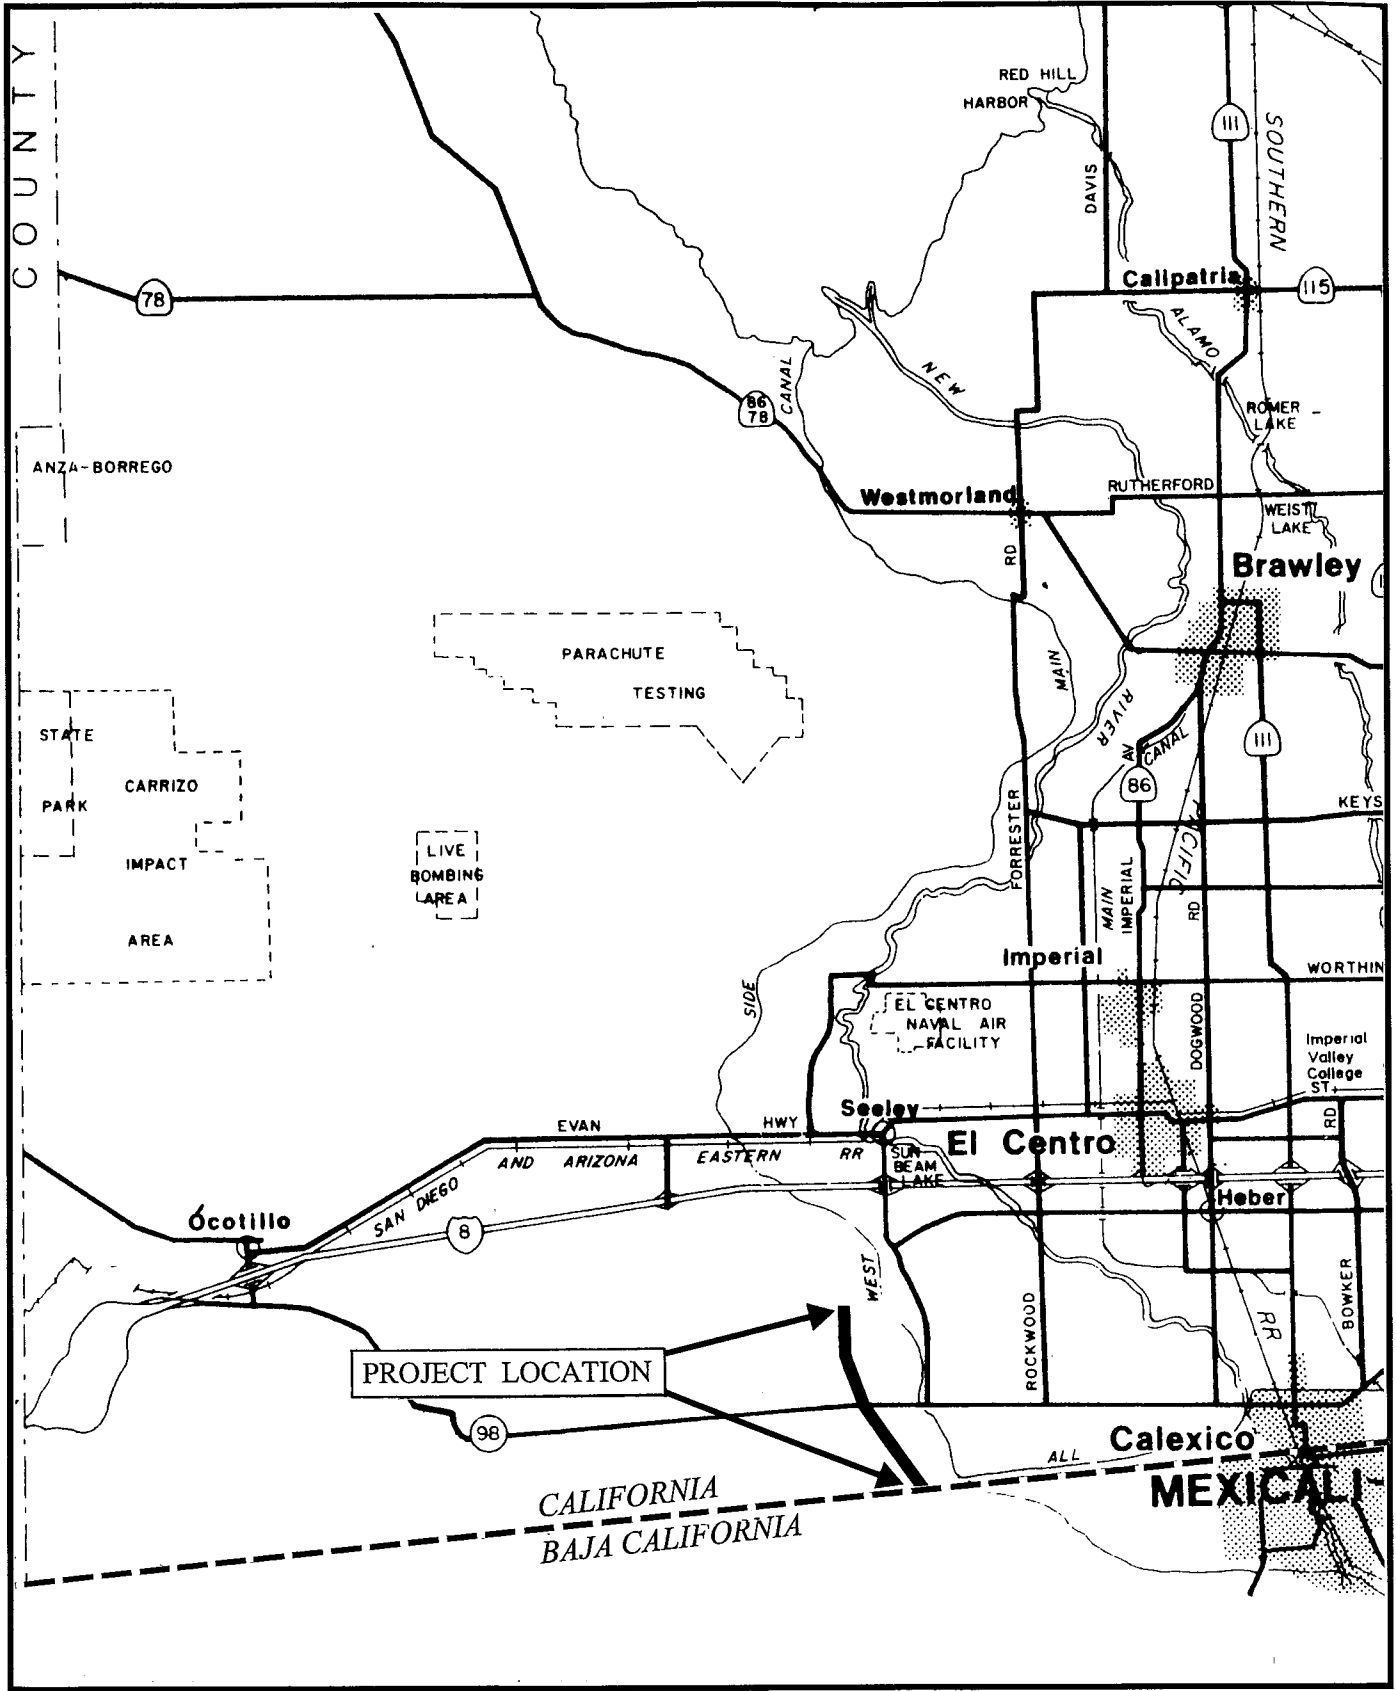 COUNTY
RED HILL
HARBOR
111
SOUTHERN
DAVIS
78
Calipatria
115
ALAMO
NEW
CANAL
86
78
ROMER
LAKE
ANZA-BORREGO
Westmorland
RUTHERFORD
WEIST
LAKE
RD
Brawley
PARACHUTE
TESTING
MAIN
RIVER
STATE
PARK
CARRIZO
IMPACT
AREA
CANAL
AV
111
86
KEYS
PACIFIC
FORRESTER
LIVE
BOMBING
AREA
MAIN
IMPERIAL
RD
Imperial
WORTHIN
SIDE
EL CENTRO
NAVAL AIR
FACILITY
DOGWOOD
Imperial
Valley
College
ST
RD
Seeley
EVAN
HWY
El Centro
SAN DIEGO
AND ARIZONA
EASTERN
RR
SUN
BEAM
LAKE
Heber
Ocotillo
8
WEST
ROCKWOOD
RR
BOWKER
PROJECT LOCATION
98
Calexico
ALL
MEXICALI
CALIFORNIA
BAJA CALIFORNIA